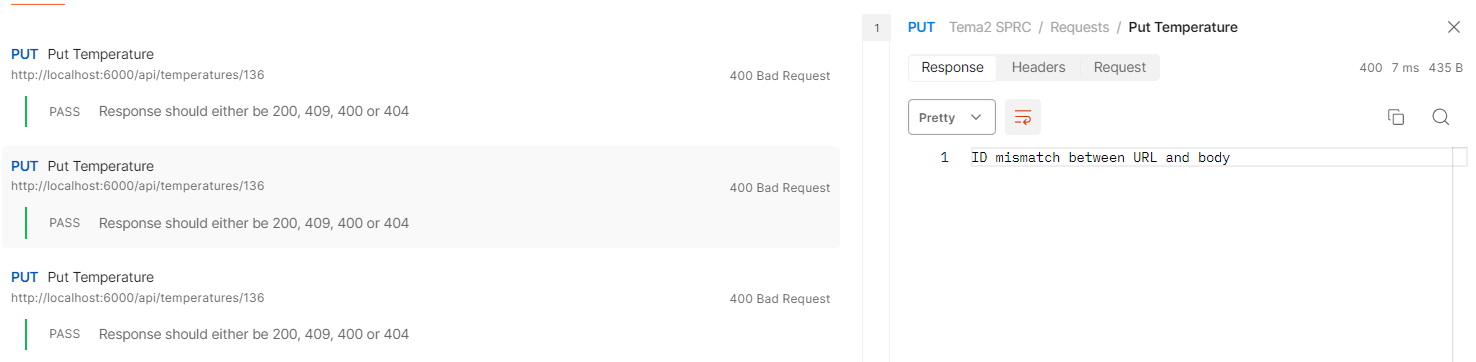 PUT Put Temperature
http://localhost:6000/api/temperatures/136
400 Bad Request
PASS Response should either be 200, 409, 400 or 404
PUT Put Temperature
http://localhost:6000/api/temperatures/136
400 Bad Request
PASS Response should either be 200, 409, 400 or 404
PUT Put Temperature
http://localhost:6000/api/temperatures/136
400 Bad Request
PASS Response should either be 200, 409, 400 or 404
1
PUT Tema2 SPRC / Requests / Put Temperature
Response Headers Request
400 7 ms 435 B
Pretty
1 ID mismatch between URL and body